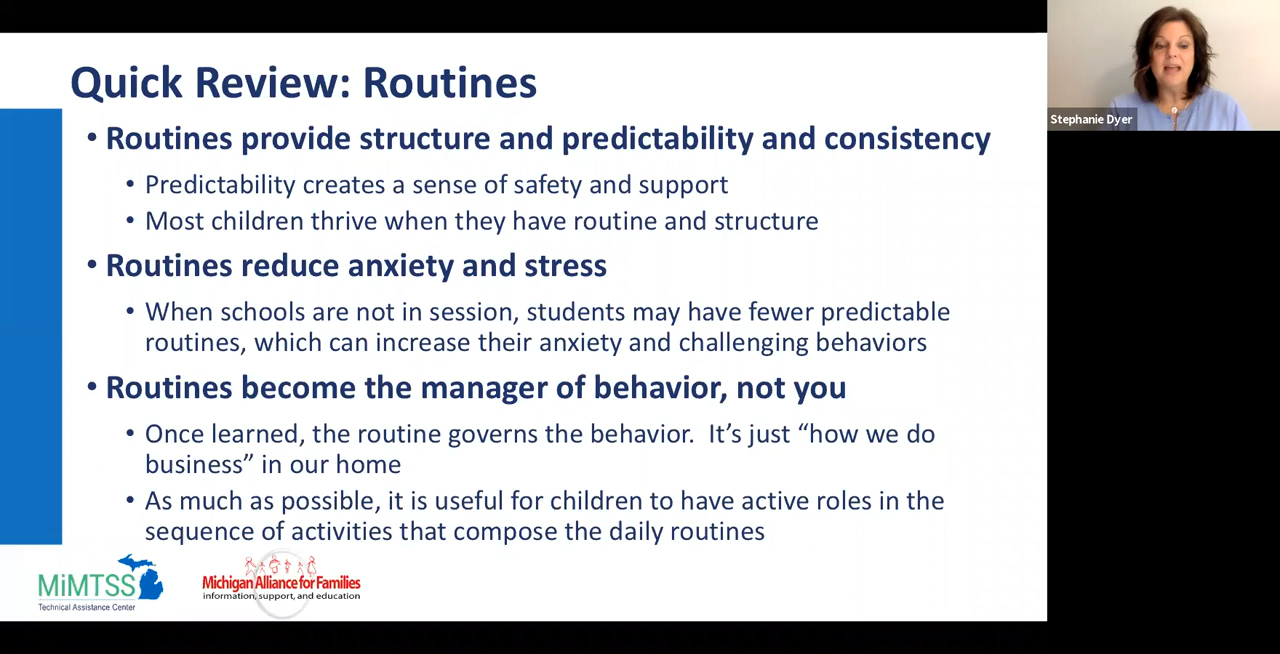 Quick Review: Routines
• Routines provide structure and predictability and consistency
• Predictability creates a sense of safety and support
• Most children thrive when they have routine and structure
• Routines reduce anxiety and stress
• When schools are not in session, students may have fewer predictable
routines, which can increase their anxiety and challenging behaviors
• Routines become the manager of behavior, not you
• Once learned, the routine governs the behavior.  It’s just “how we do
business” in our home
• As much as possible, it is useful for children to have active roles in the
sequence of activities that compose the daily routines
MiMTSS
Technical Assistance Center
Michigan Alliance for Families
information, support, and education
Stephanie Dyer